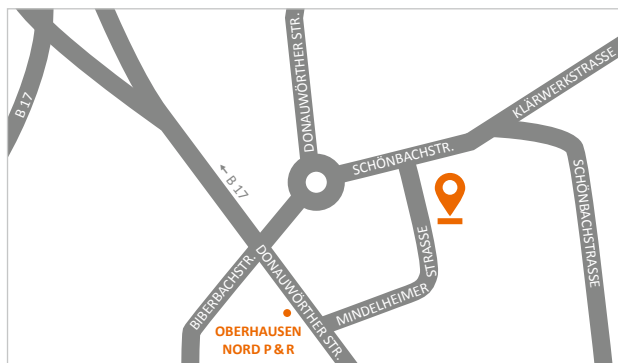 B 17
DONAUWÖRTHER STR.
KLÄRWERKSTRASSE
SCHÖNBACHSTR.
← B 17
SCHÖNBACHSTRASSE
BIBERBACHSTR.
DONAUWÖRTHER STR.
MINDELHEIMER
STRASSE
OBERHAUSEN
NORD P & R